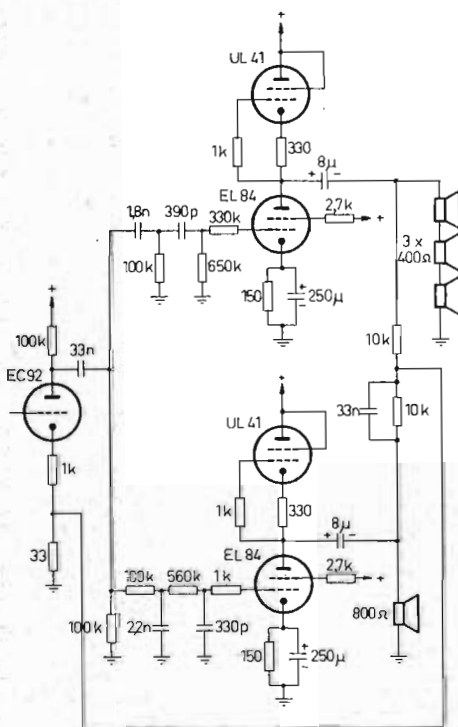 +
UL 41
1k
330
8µ
+ −
EL 84
2,7k
+
1,8n
390p
330k
100k
650k
150
+
−
250µ
3 x
400Ω
+
100k
33n
EC92
1k
33
10k
33n
10k
+
UL 41
1k
330
8µ
+ −
EL 84
2,7k
+
100k
560k
1k
100k
2,2n
330p
150
+
−
250µ
800Ω